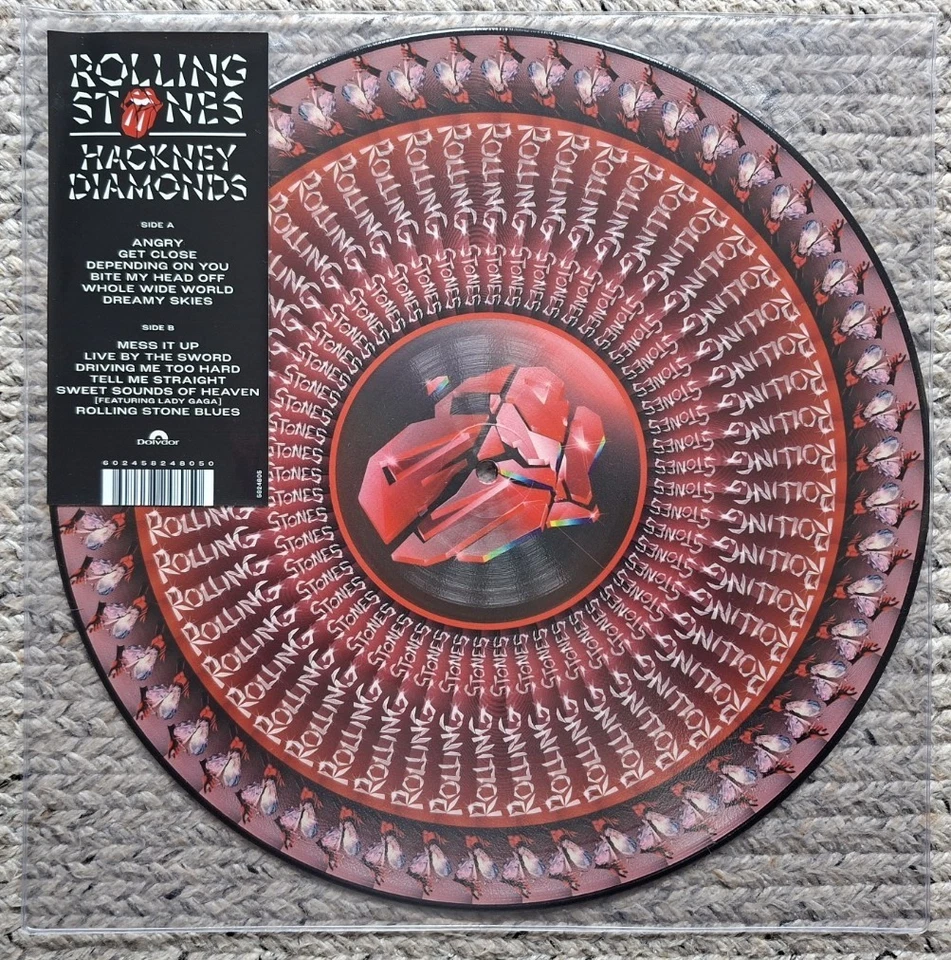 ROLLING
STONES
HACKNEY
DIAMONDS
SIDE A
ANGRY
GET CLOSE
DEPENDING ON YOU
BITE MY HEAD OFF
WHOLE WIDE WORLD
DREAMY SKIES
SIDE B
MESS IT UP
LIVE BY THE SWORD
DRIVING ME TOO HARD
TELL ME STRAIGHT
SWEET SOUNDS OF HEAVEN
[FEATURING LADY GAGA]
ROLLING STONE BLUES
Polydor
602458248050
5824805
ROLLING
STONES